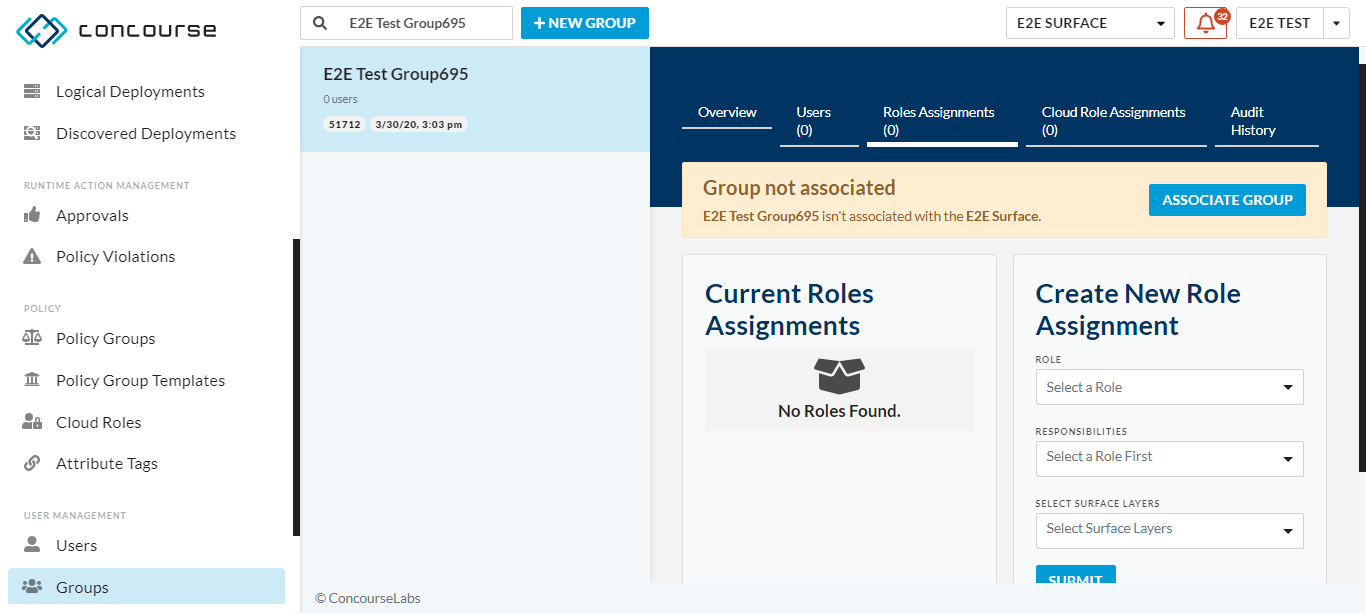 concourse
Logical Deployments
Discovered Deployments
RUNTIME ACTION MANAGEMENT
Approvals
Policy Violations
POLICY
Policy Groups
Policy Group Templates
Cloud Roles
Attribute Tags
USER MANAGEMENT
Users
Groups
E2E Test Group695
+ NEW GROUP
E2E SURFACE
32
E2E TEST
E2E Test Group695
0 users
51712 3/30/20, 3:03 pm
Overview
Users
(0)
Roles Assignments
(0)
Cloud Role Assignments
(0)
Audit
History
Group not associated
E2E Test Group695 isn't associated with the E2E Surface.
ASSOCIATE GROUP
Current Roles
Assignments
No Roles Found.
Create New Role
Assignment
ROLE
Select a Role
RESPONSIBILITIES
Select a Role First
SELECT SURFACE LAYERS
Select Surface Layers
SUBMIT
© ConcourseLabs